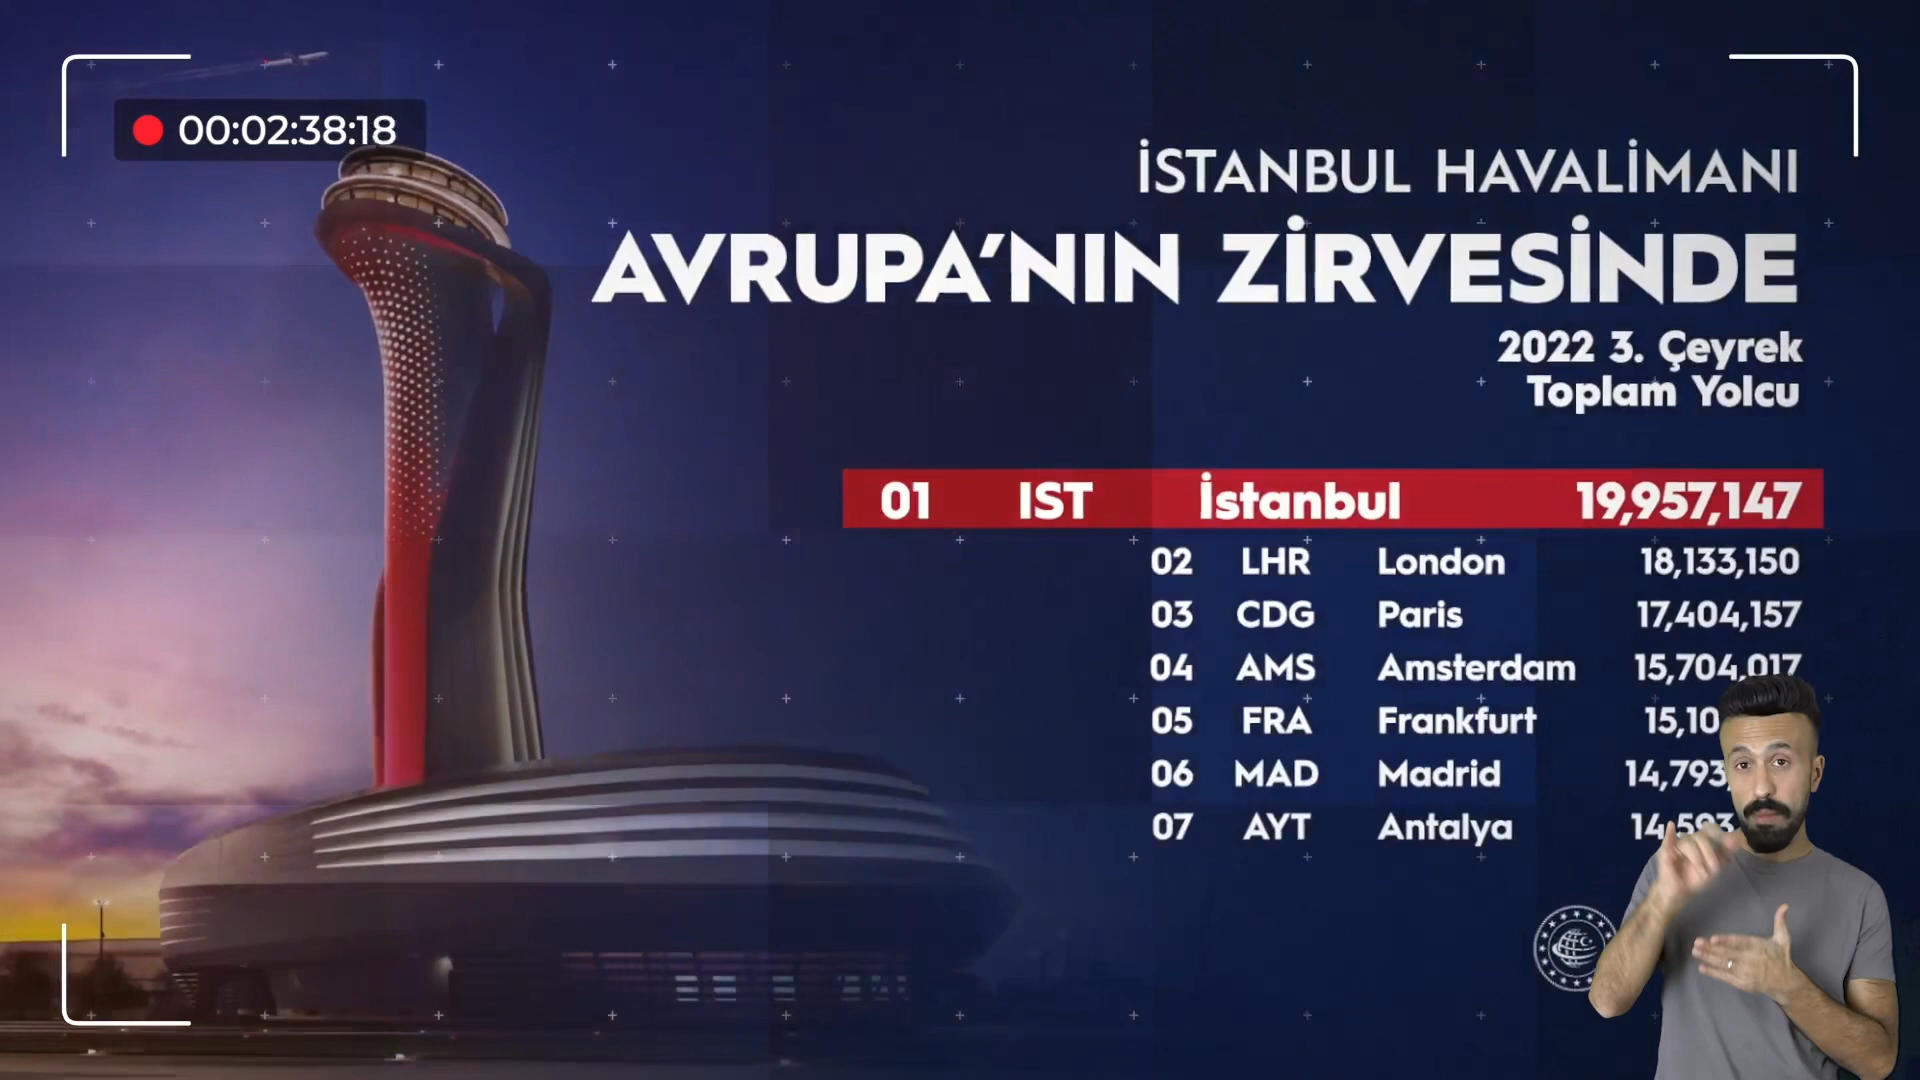 00:02:38:18
İSTANBUL HAVALİMANI
AVRUPA'NIN ZİRVESİNDE
2022 3. Çeyrek
Toplam Yolcu
01 IST İstanbul 19,957,147
02 LHR London 18,133,150
03 CDG Paris 17,404,157
04 AMS Amsterdam 15,704,017
05 FRA Frankfurt
06 MAD Madrid
07 AYT Antalya